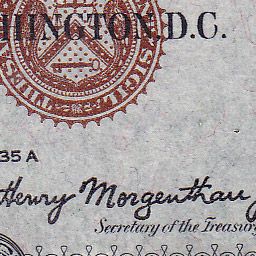 HINGTON, D.C.
35 A
Henry Morgenthau
Secretary of the Treasury